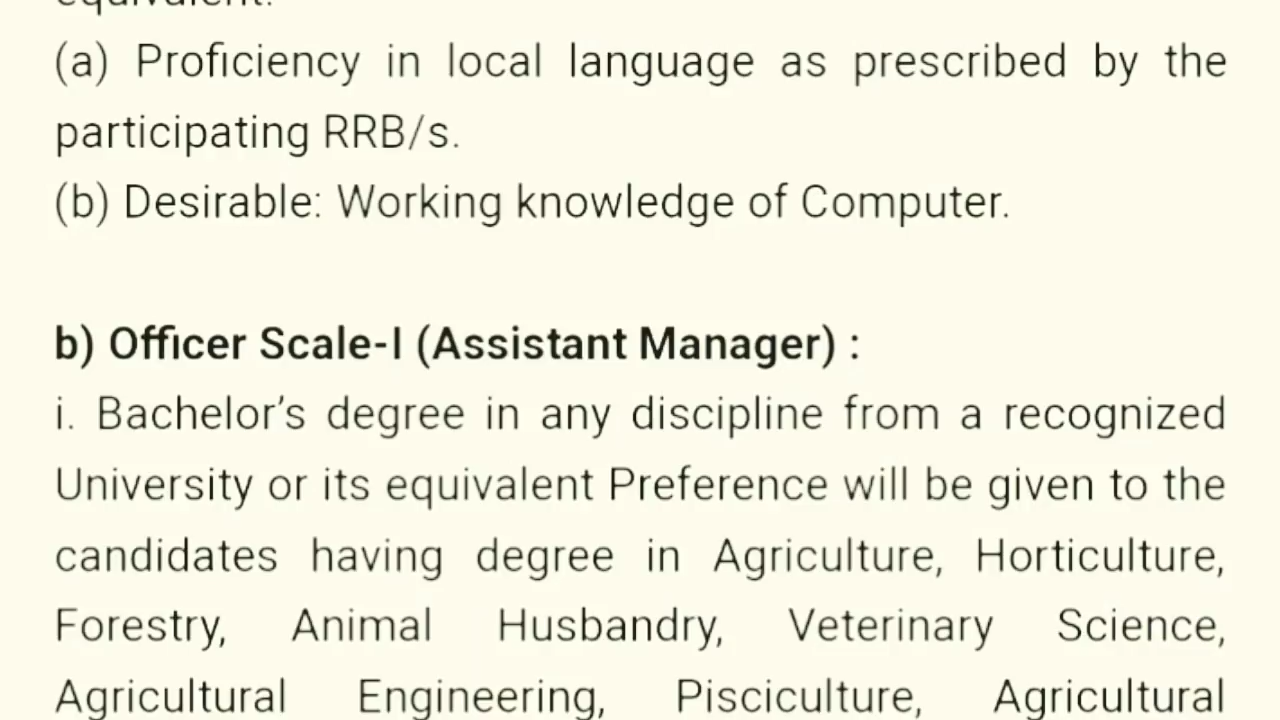 equivalent.
(a) Proficiency in local language as prescribed by the
participating RRB/s.
(b) Desirable: Working knowledge of Computer.
b) Officer Scale-I (Assistant Manager) :
i. Bachelor's degree in any discipline from a recognized
University or its equivalent Preference will be given to the
candidates having degree in Agriculture, Horticulture,
Forestry, Animal Husbandry, Veterinary Science,
Agricultural Engineering, Pisciculture, Agricultural